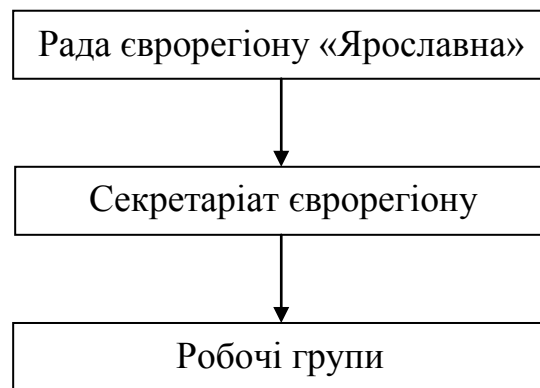 Рада єврорегіону «Ярославна»
Секретаріат єврорегіону
Робочі групи